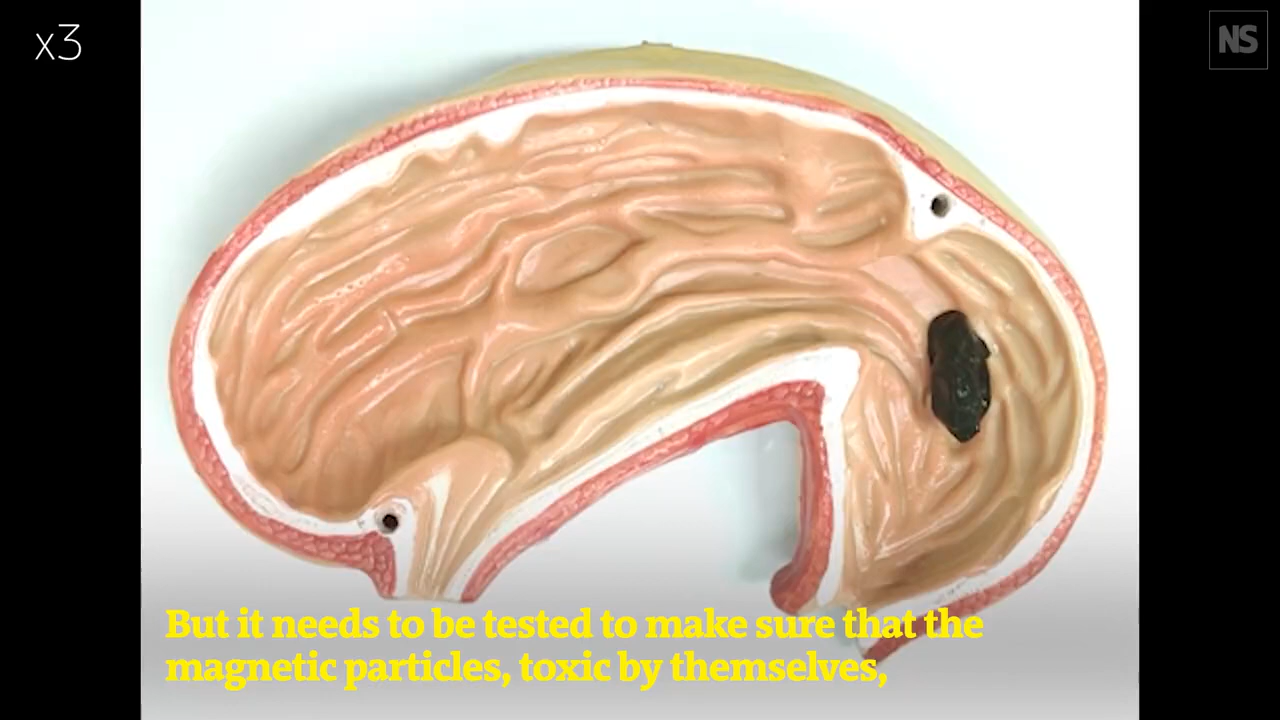 x3
NS
But it needs to be tested to make sure that the
magnetic particles, toxic by themselves,